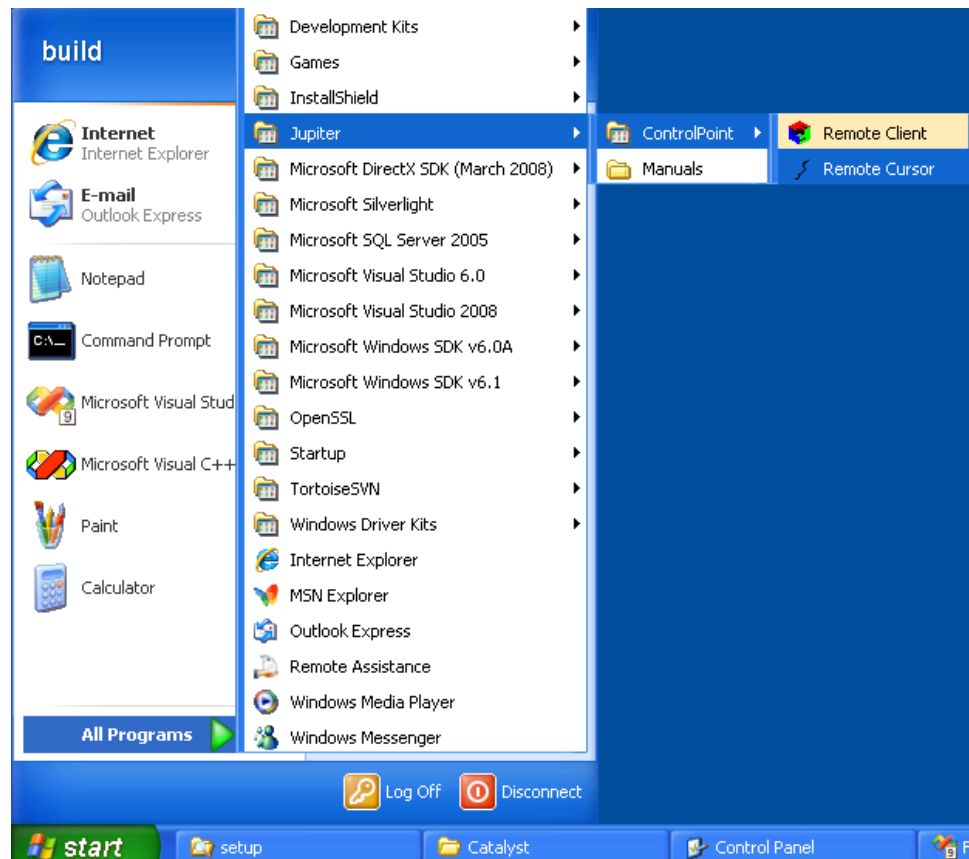 build
Internet
Internet Explorer
E-mail
Outlook Express
Notepad
C:\_
Command Prompt
Microsoft Visual Stud
9
Microsoft Visual C++
Paint
Calculator
All Programs
Development Kits
Games
InstallShield
Jupiter
Microsoft DirectX SDK (March 2008)
Microsoft Silverlight
Microsoft SQL Server 2005
Microsoft Visual Studio 6.0
Microsoft Visual Studio 2008
Microsoft Windows SDK v6.0A
Microsoft Windows SDK v6.1
OpenSSL
Startup
TortoiseSVN
Windows Driver Kits
Internet Explorer
MSN Explorer
Outlook Express
Remote Assistance
Windows Media Player
Windows Messenger
ControlPoint
Manuals
Remote Client
Remote Cursor
Log Off
Disconnect
start
setup
Catalyst
Control Panel
9